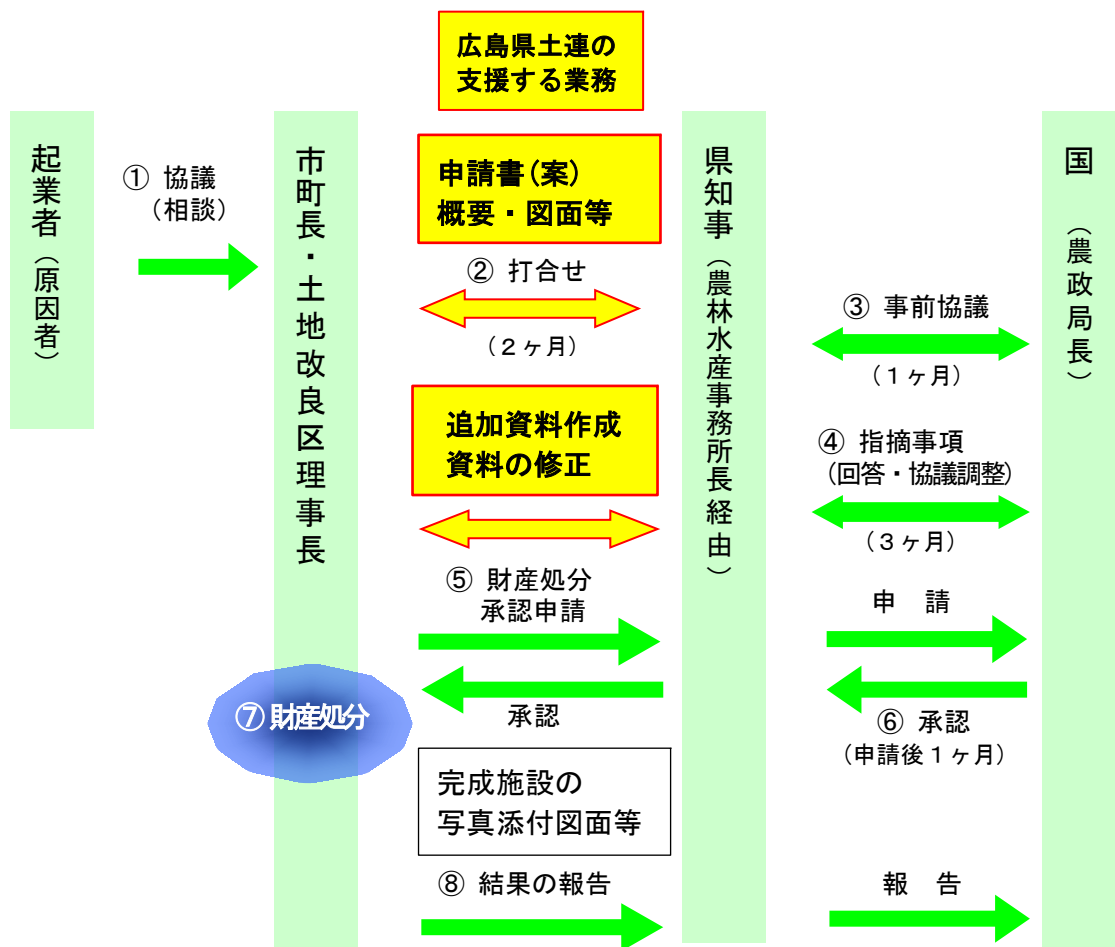 広島県土連の
支援する業務
起業者（原因者）
① 協議
（相談）
市町長・土地改良区理事長
申請書（案）
概要・図面等
② 打合せ
（２ヶ月）
追加資料作成
資料の修正
⑤ 財産処分
承認申請
承認
⑦ 財産処分
完成施設の
写真添付図面等
⑧ 結果の報告
県知事（農林水産事務所長経由）
③ 事前協議
（１ヶ月）
④ 指摘事項
（回答・協議調整）
（３ヶ月）
申　請
⑥ 承認
（申請後１ヶ月）
報　告
国　（農政局長）